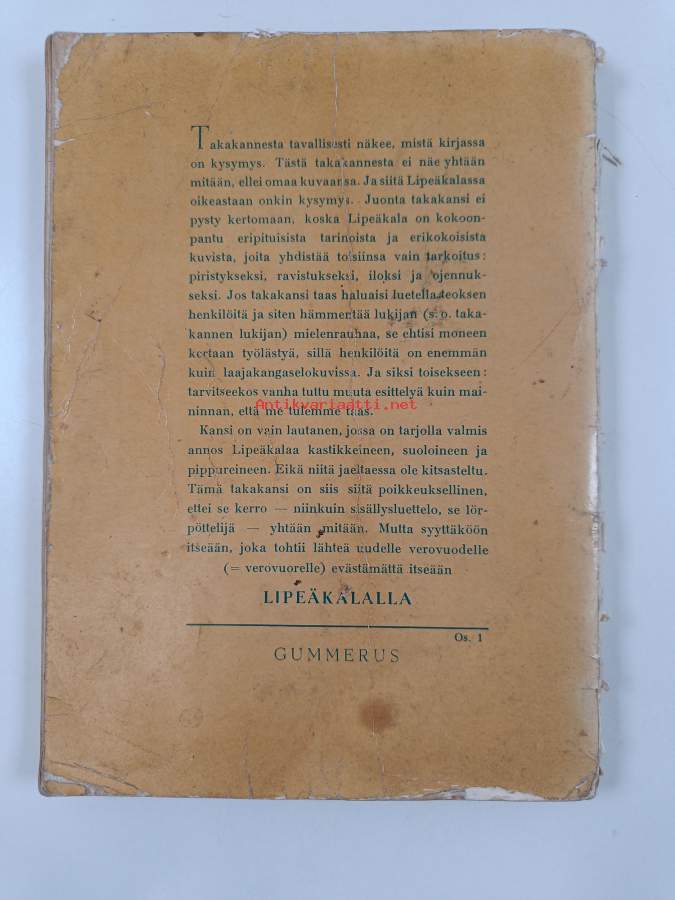 Takakannesta tavallisesti näkee, mistä kirjassa
on kysymys. Tästä takakannesta ei näe yhtään
mitään, ellei omaa kuvaansa. Ja siitä Lipeäkalassa
oikeastaan onkin kysymys. Juonta takakansi ei
pysty kertomaan, koska Lipeäkala on kokoon-
pantu eripituisista tarinoista ja erikokoisista
kuvista, joita yhdistää toisiinsa vain tarkoitus:
piristykseksi, ravistukseksi, iloksi ja ojennuk-
seksi. Jos takakansi taas haluaisi luetella teoksen
henkilöitä ja siten hämmentää lukijan (s. o. taka-
kannen lukijan) mielenrauhaa, se ehtisi moneen
kertaan työlästyä, sillä henkilöitä on enemmän
kuin laajakangaselokuvissa. Ja siksi toisekseen:
tarvitseekos vanha tuttu muuta esittelyä kuin mai-
ninnan, että me tulemme taas.
Antikvariaatti.net
Kansi on vain lautanen, jossa on tarjolla valmis
annos Lipeäkalaa kastikkeineen, suoloineen ja
pippureineen. Eikä niitä jaeltaessa ole kitsasteltu.
Tämä takakansi on siis siitä poikkeuksellinen,
ettei se kerro — niinkuin sisällysluettelo, se lör-
pöttelijä — yhtään mitään. Mutta syyttäköön
itseään, joka tohtii lähteä uudelle verovuodelle
(= verovuorelle) evästämättä itseään
LIPEÄKALALLA
Os. 1
GUMMERUS